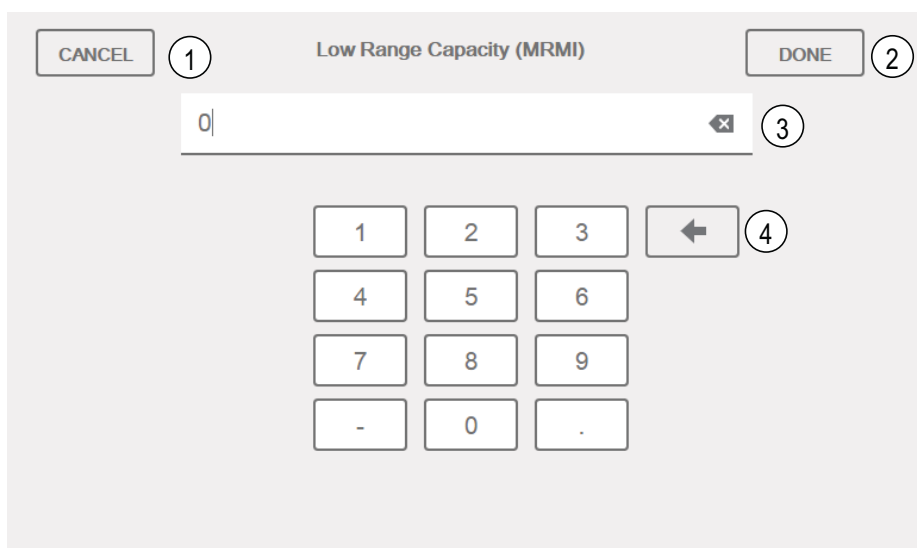 CANCEL 1 Low Range Capacity (MRMI) DONE 2
0 3
1 2 3 4
4 5 6
7 8 9
- 0 .